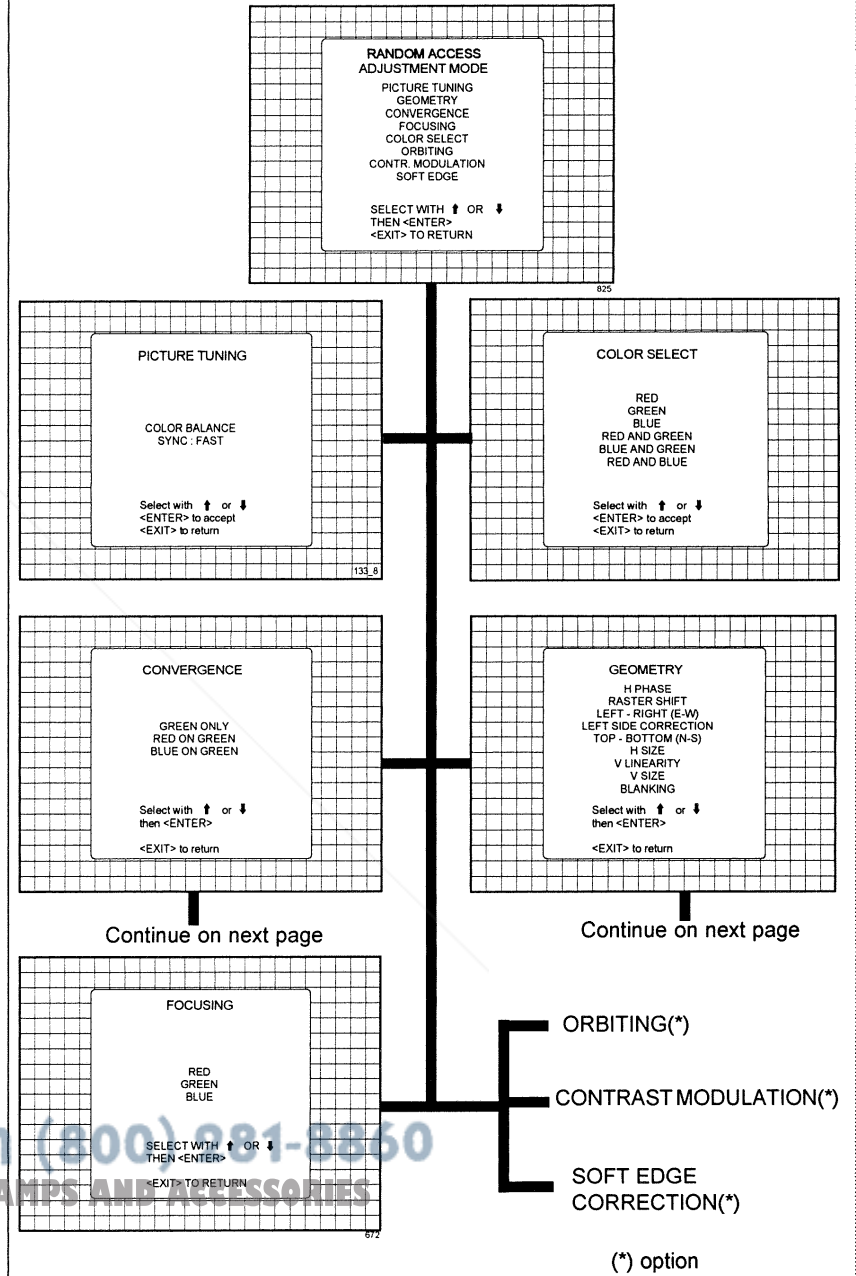 RANDOM ACCESS
ADJUSTMENT MODE
PICTURE TUNING
GEOMETRY
CONVERGENCE
FOCUSING
COLOR SELECT
ORBITING
CONTR. MODULATION
SOFT EDGE
SELECT WITH ⬆ OR ⬇
THEN <ENTER>
<EXIT> TO RETURN
825
PICTURE TUNING
COLOR BALANCE
SYNC : FAST
Select with ⬆ or ⬇
<ENTER> to accept
<EXIT> to return
133_8
COLOR SELECT
RED
GREEN
BLUE
RED AND GREEN
BLUE AND GREEN
RED AND BLUE
Select with ⬆ or ⬇
<ENTER> to accept
<EXIT> to return
CONVERGENCE
GREEN ONLY
RED ON GREEN
BLUE ON GREEN
Select with ⬆ or ⬇
then <ENTER>
<EXIT> to return
Continue on next page
GEOMETRY
H PHASE
RASTER SHIFT
LEFT - RIGHT (E-W)
LEFT SIDE CORRECTION
TOP - BOTTOM (N-S)
H SIZE
V LINEARITY
V SIZE
BLANKING
Select with ⬆ or ⬇
then <ENTER>
<EXIT> to return
Continue on next page
FOCUSING
RED
GREEN
BLUE
SELECT WITH ⬆ OR ⬇
THEN <ENTER>
<EXIT> TO RETURN
672
ORBITING(*)
CONTRAST MODULATION(*)
SOFT EDGE
CORRECTION(*)
(*) option
(800) 281-8860
AND ACCESSORIES